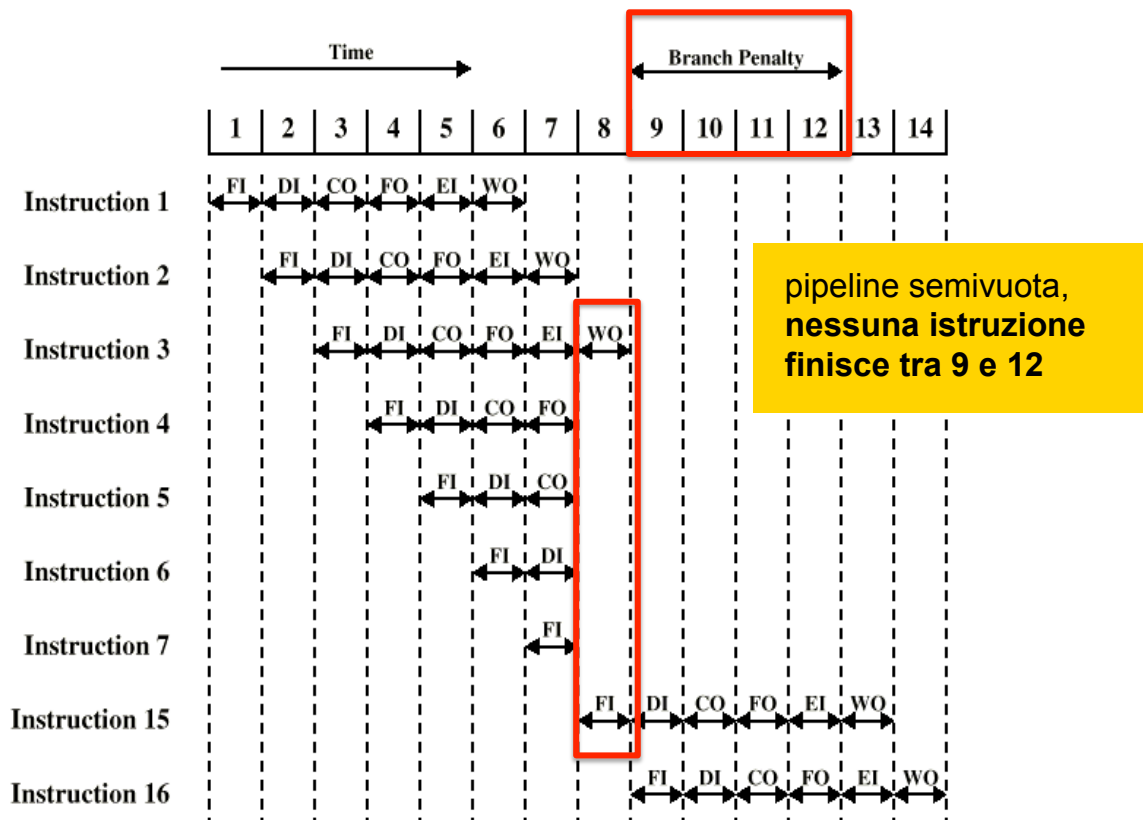 Time
Branch Penalty
1 2 3 4 5 6 7 8 9 10 11 12 13 14
Instruction 1 FI DI CO FO EI WO
Instruction 2 FI DI CO FO EI WO
Instruction 3 FI DI CO FO EI WO
Instruction 4 FI DI CO FO
Instruction 5 FI DI CO
Instruction 6 FI DI
Instruction 7 FI
Instruction 15 FI DI CO FO EI WO
Instruction 16 FI DI CO FO EI WO
pipeline semivuota,
nessuna istruzione
finisce tra 9 e 12